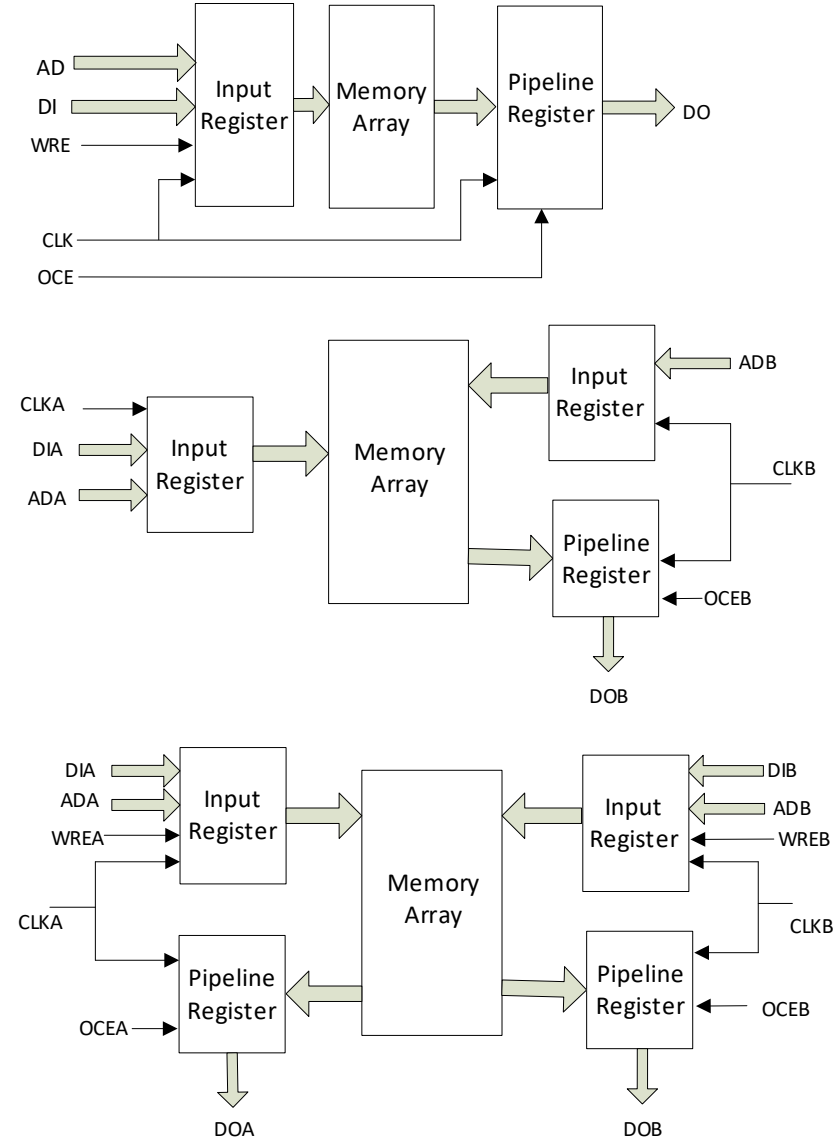 AD
DI
WRE
CLK
OCE
Input
Register
Memory
Array
Pipeline
Register
DO
CLKA
DIA
ADA
Input
Register
Memory
Array
Input
Register
ADB
CLKB
Pipeline
Register
OCEB
DOB
DIA
ADA
WREA
CLKA
OCEA
Input
Register
Pipeline
Register
DOA
Memory
Array
Input
Register
Pipeline
Register
DIB
ADB
WREB
CLKB
OCEB
DOB